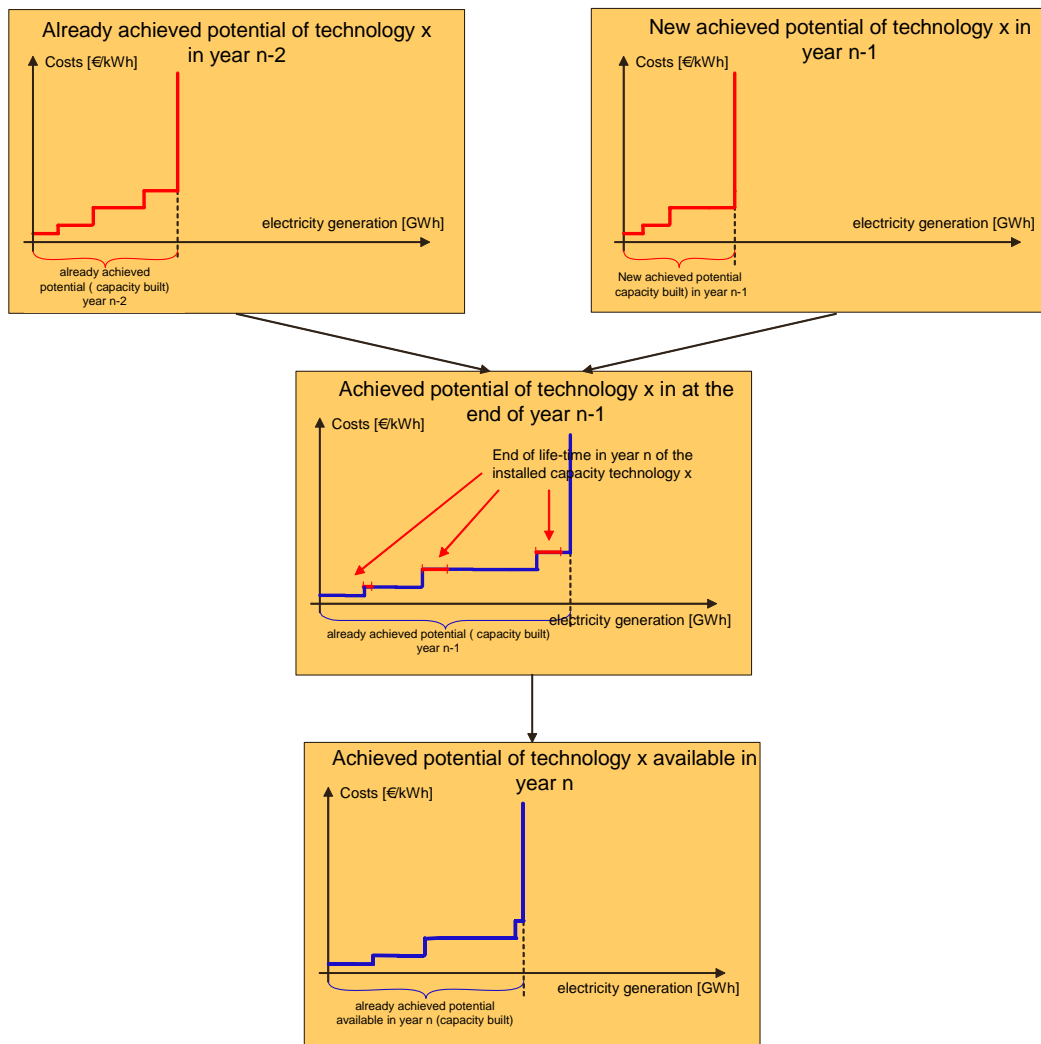 Already achieved potential of technology x
in year n-2
Costs [€/kWh]
electricity generation [GWh]
already achieved
potential ( capacity built)
year n-2
New achieved potential of technology x in
year n-1
Costs [€/kWh]
electricity generation [GWh]
New achieved potential
capacity built) in year n-1
Achieved potential of technology x in at the
end of year n-1
Costs [€/kWh]
End of life-time in year n of the
installed capacity technology x
electricity generation [GWh]
already achieved potential ( capacity built)
year n-1
Achieved potential of technology x available in
year n
Costs [€/kWh]
electricity generation [GWh]
already achieved potential
available in year n (capacity built)